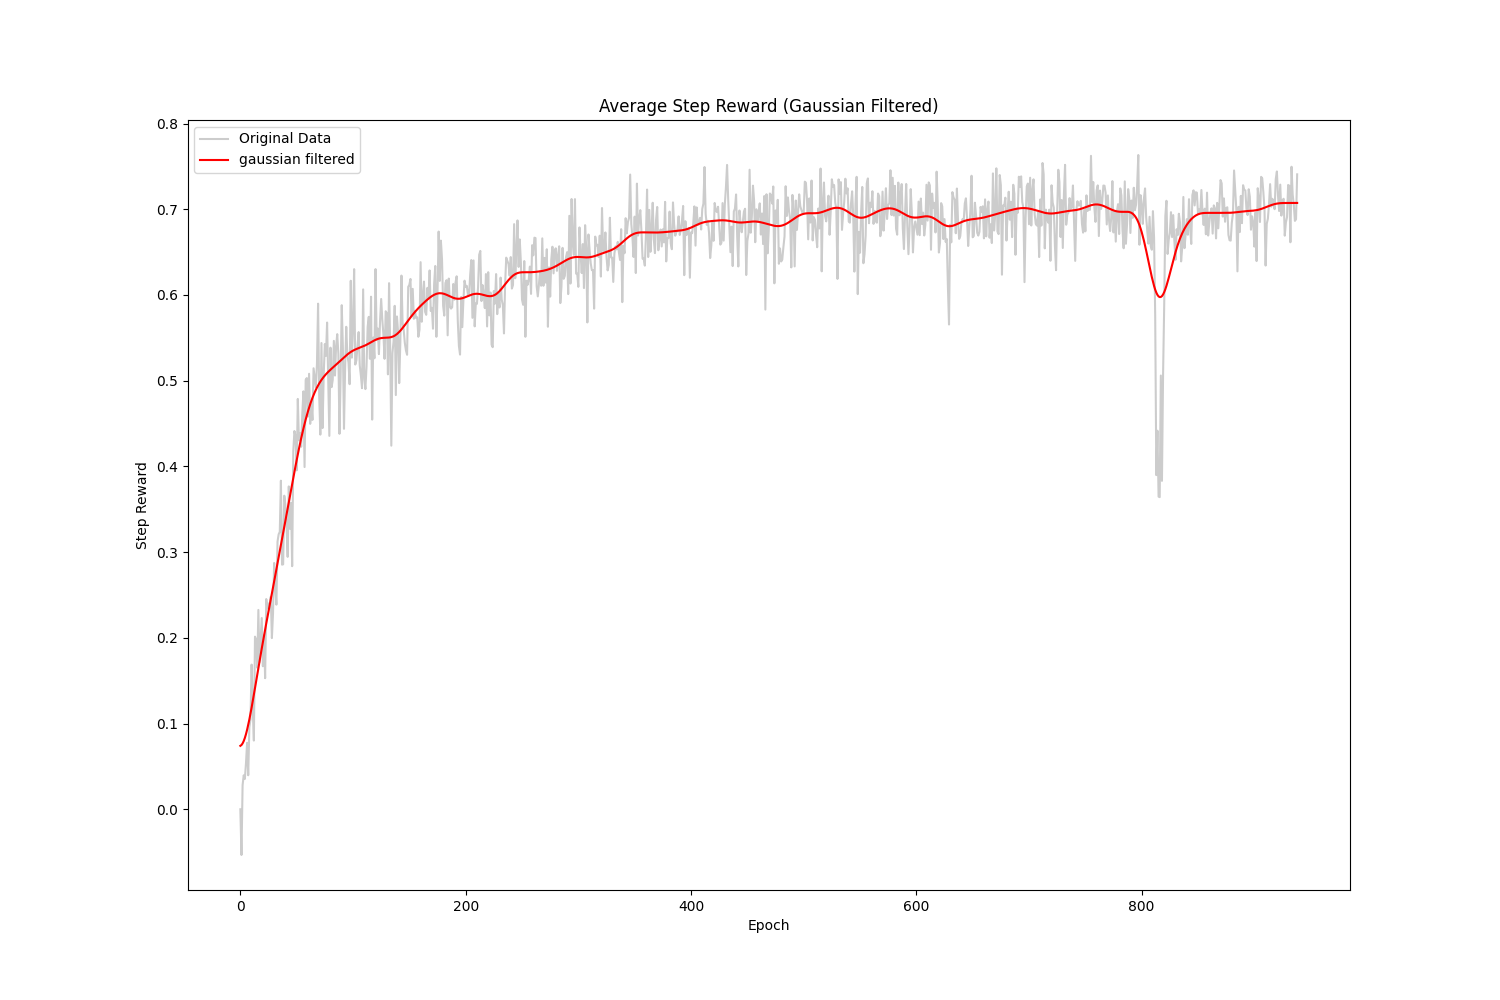 Average Step Reward (Gaussian Filtered)
Original Data
gaussian filtered
0.8
0.7
0.6
0.5
0.4
0.3
0.2
0.1
0.0
Step Reward
0 200 400 600 800
Epoch